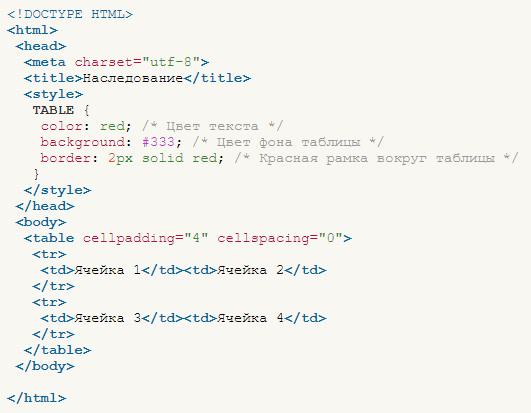 <!DOCTYPE HTML>
<html>
<head>
<meta charset="utf-8">
<title>Наследование</title>
<style>
TABLE {
color: red; /* Цвет текста */
background: #333; /* Цвет фона таблицы */
border: 2px solid red; /* Красная рамка вокруг таблицы */
}
</style>
</head>
<body>
<table cellpadding="4" cellspacing="0">
<tr>
<td>Ячейка 1</td><td>Ячейка 2</td>
</tr>
<tr>
<td>Ячейка 3</td><td>Ячейка 4</td>
</tr>
</table>
</body>
</html>